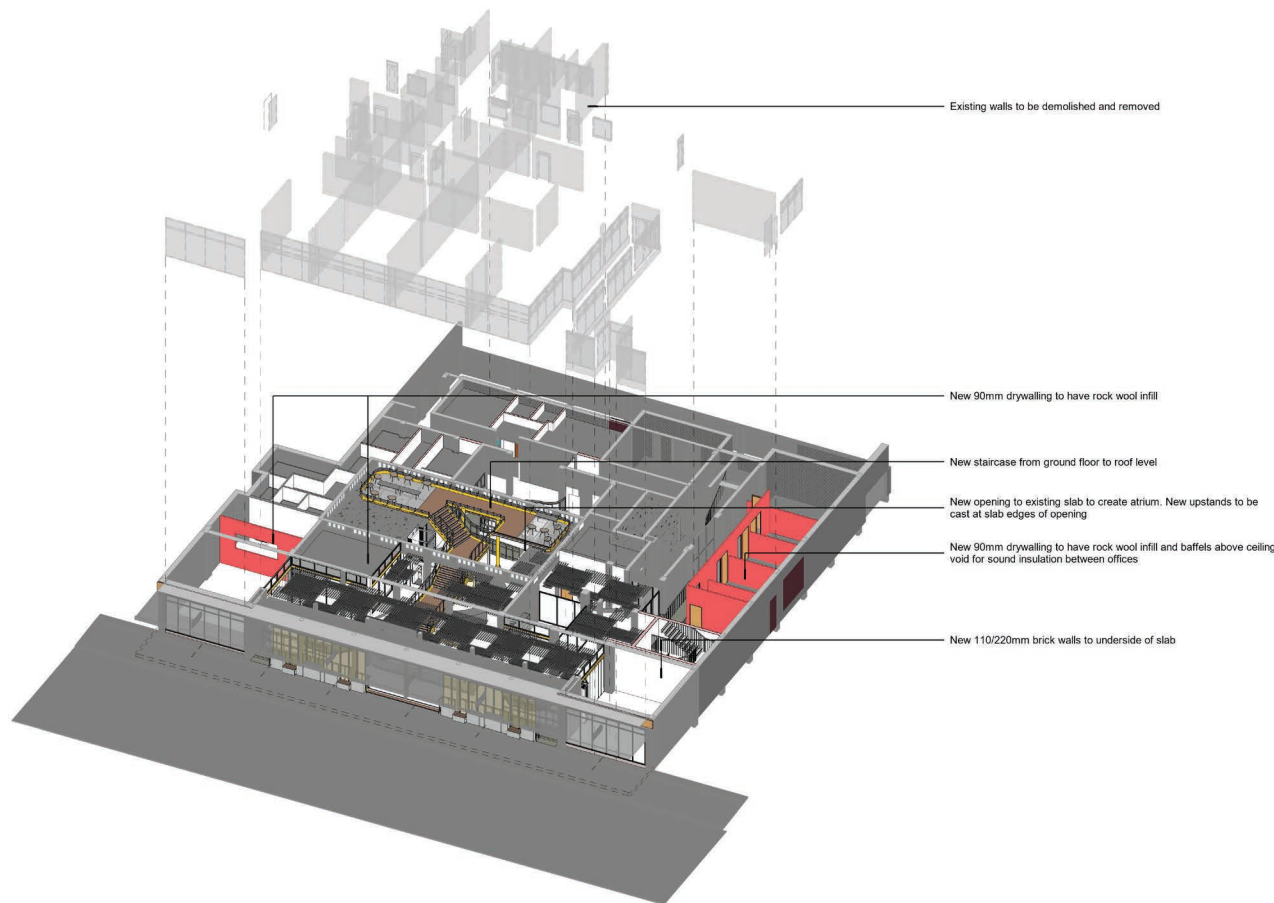 Existing walls to be demolished and removed
New 90mm drywalling to have rock wool infill
New staircase from ground floor to roof level
New opening to existing slab to create atrium. New upstands to be
cast at slab edges of opening
New 90mm drywalling to have rock wool infill and baffels above ceiling
void for sound insulation between offices
New 110/220mm brick walls to underside of slab